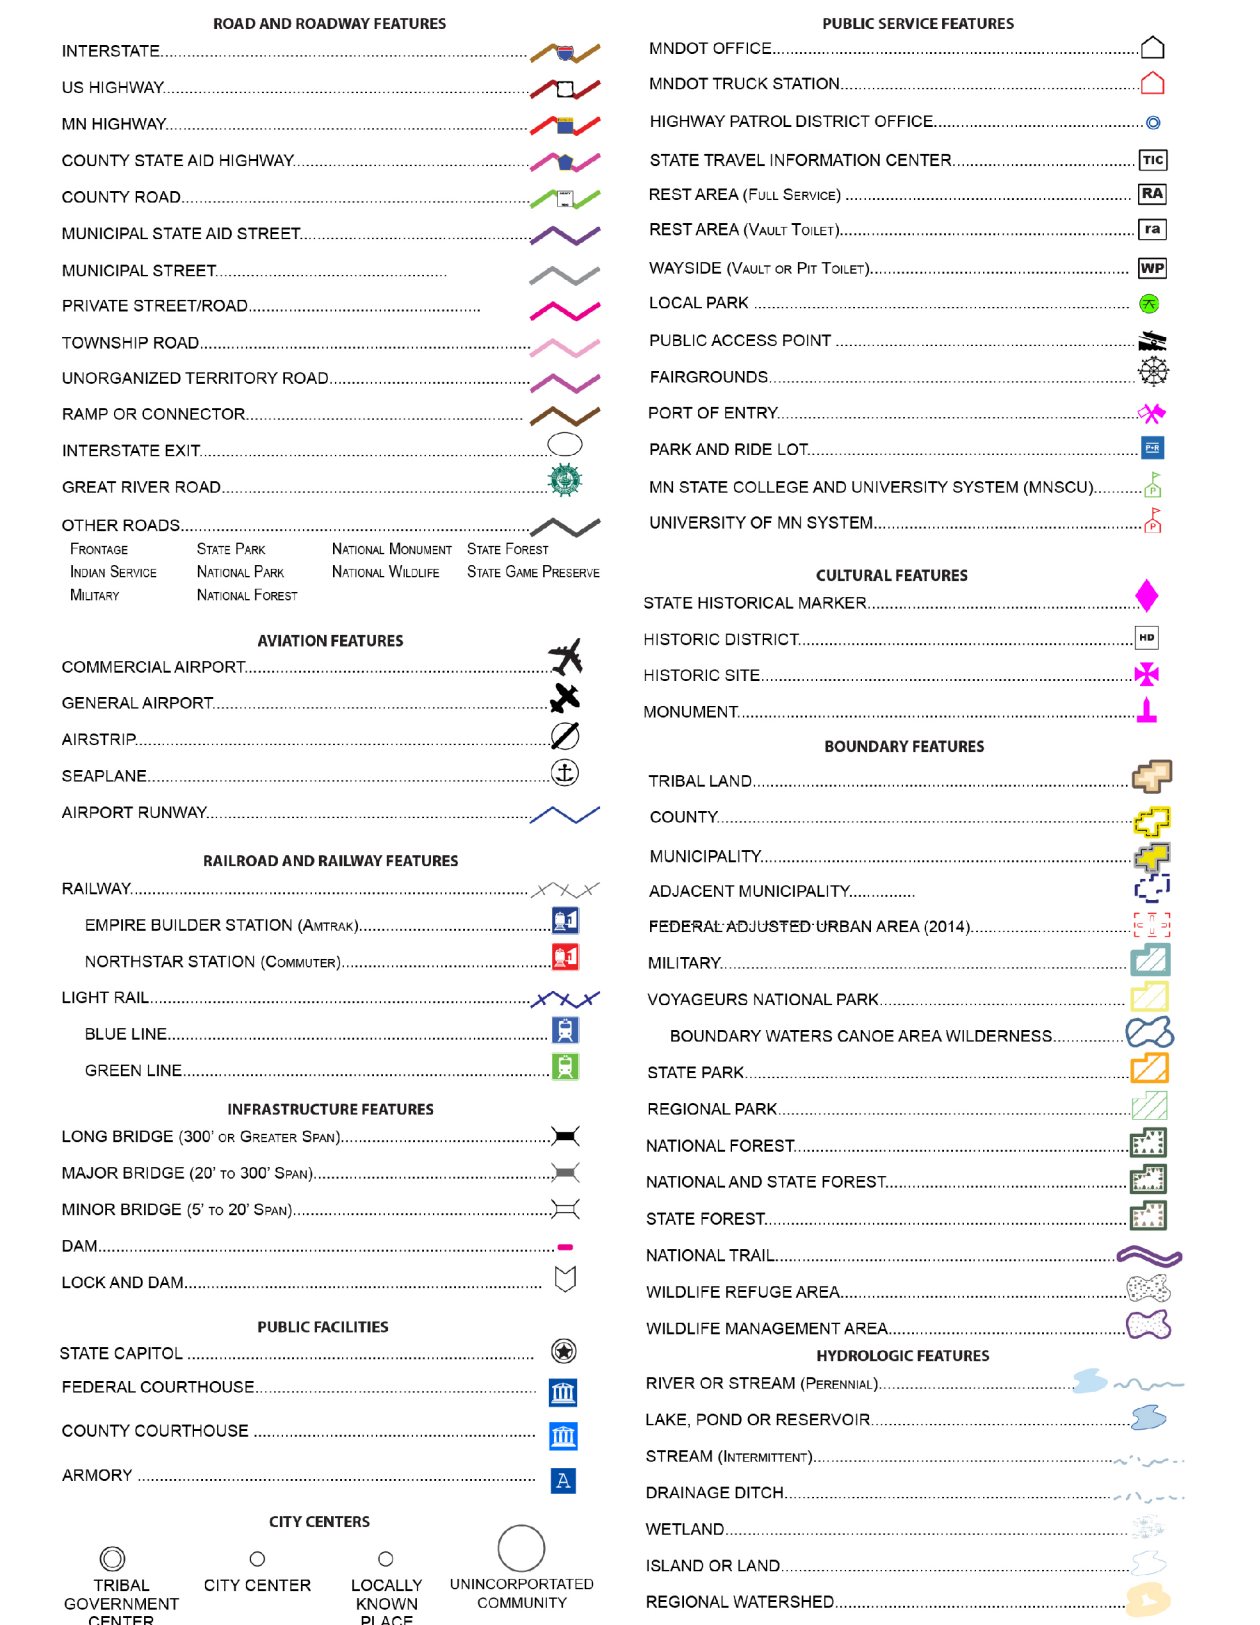 ROAD AND ROADWAY FEATURES
INTERSTATE
US HIGHWAY
MN HIGHWAY
COUNTY STATE AID HIGHWAY
COUNTY ROAD
MUNICIPAL STATE AID STREET
MUNICIPAL STREET
PRIVATE STREET/ROAD
TOWNSHIP ROAD
UNORGANIZED TERRITORY ROAD
RAMP OR CONNECTOR
INTERSTATE EXIT
GREAT RIVER ROAD
OTHER ROADS
FRONTAGE STATE PARK NATIONAL MONUMENT STATE FOREST
INDIAN SERVICE NATIONAL PARK NATIONAL WILDLIFE STATE GAME PRESERVE
MILITARY NATIONAL FOREST
AVIATION FEATURES
COMMERCIAL AIRPORT
GENERAL AIRPORT
AIRSTRIP
SEAPLANE
AIRPORT RUNWAY
RAILROAD AND RAILWAY FEATURES
RAILWAY
EMPIRE BUILDER STATION (AMTRAK)
NORTHSTAR STATION (COMMUTER)
LIGHT RAIL
BLUE LINE
GREEN LINE
INFRASTRUCTURE FEATURES
LONG BRIDGE (300' OR GREATER SPAN)
MAJOR BRIDGE (20' TO 300' SPAN)
MINOR BRIDGE (5' TO 20' SPAN)
DAM
LOCK AND DAM
PUBLIC FACILITIES
STATE CAPITOL
FEDERAL COURTHOUSE
COUNTY COURTHOUSE
ARMORY A
CITY CENTERS
TRIBAL GOVERNMENT CENTER
CITY CENTER
LOCALLY KNOWN PLACE
UNINCORPORTATED COMMUNITY
PUBLIC SERVICE FEATURES
MNDOT OFFICE
MNDOT TRUCK STATION
HIGHWAY PATROL DISTRICT OFFICE
STATE TRAVEL INFORMATION CENTER TIC
REST AREA (FULL SERVICE) RA
REST AREA (VAULT TOILET) ra
WAYSIDE (VAULT OR PIT TOILET) WP
LOCAL PARK
PUBLIC ACCESS POINT
FAIRGROUNDS
PORT OF ENTRY
PARK AND RIDE LOT P+R
MN STATE COLLEGE AND UNIVERSITY SYSTEM (MNSCU) P
UNIVERSITY OF MN SYSTEM P
CULTURAL FEATURES
STATE HISTORICAL MARKER
HISTORIC DISTRICT HD
HISTORIC SITE
MONUMENT
BOUNDARY FEATURES
TRIBAL LAND
COUNTY
MUNICIPALITY
ADJACENT MUNICIPALITY
FEDERAL ADJUSTED URBAN AREA (2014)
MILITARY
VOYAGEURS NATIONAL PARK
BOUNDARY WATERS CANOE AREA WILDERNESS
STATE PARK
REGIONAL PARK
NATIONAL FOREST
NATIONAL AND STATE FOREST
STATE FOREST
NATIONAL TRAIL
WILDLIFE REFUGE AREA
WILDLIFE MANAGEMENT AREA
HYDROLOGIC FEATURES
RIVER OR STREAM (PERENNIAL)
LAKE, POND OR RESERVOIR
STREAM (INTERMITTENT)
DRAINAGE DITCH
WETLAND
ISLAND OR LAND
REGIONAL WATERSHED